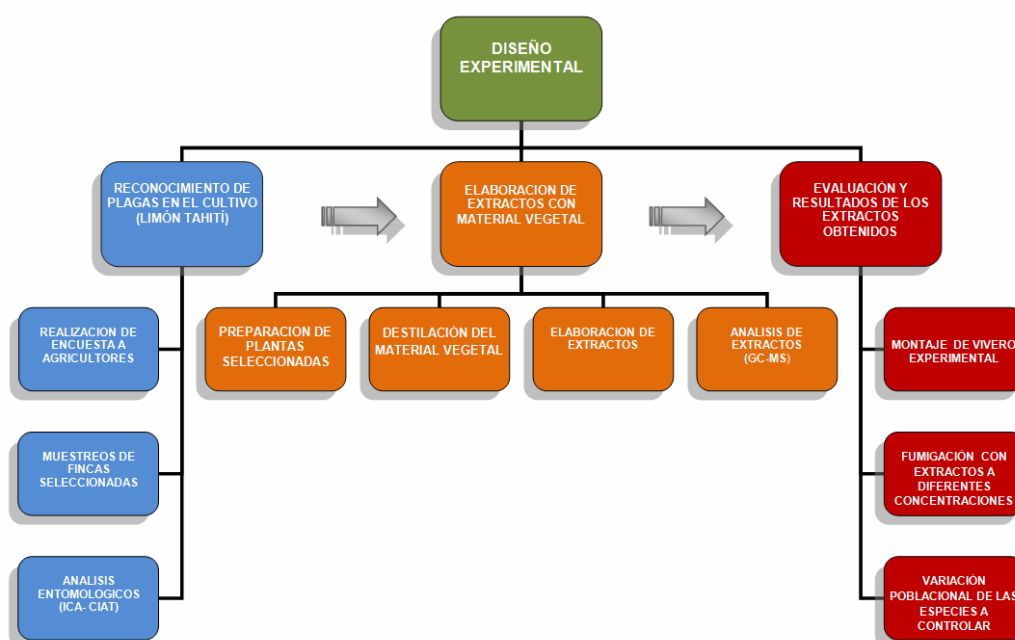 DISEÑO
EXPERIMENTAL
RECONOCIMIENTO DE
PLAGAS EN EL CULTIVO
(LIMÓN TAHITÍ)
ELABORACION DE
EXTRACTOS CON
MATERIAL VEGETAL
EVALUACIÓN Y
RESULTADOS DE LOS
EXTRACTOS
OBTENIDOS
REALIZACION DE
ENCUESTA A
AGRICULTORES
PREPARACION DE
PLANTAS
SELECCIONADAS
DESTILACIÓN DEL
MATERIAL VEGETAL
ELABORACION DE
EXTRACTOS
ANALISIS DE
EXTRACTOS
(GC-MS)
MONTAJE DE VIVERO
EXPERIMENTAL
MUESTREOS DE
FINCAS
SELECCIONADAS
FUMIGACIÓN CON
EXTRACTOS A
DIFERENTES
CONCENTRACIONES
ANALISIS
ENTOMOLOGICOS
(ICA- CIAT)
VARIACIÓN
POBLACIONAL DE LAS
ESPECIES A
CONTROLAR